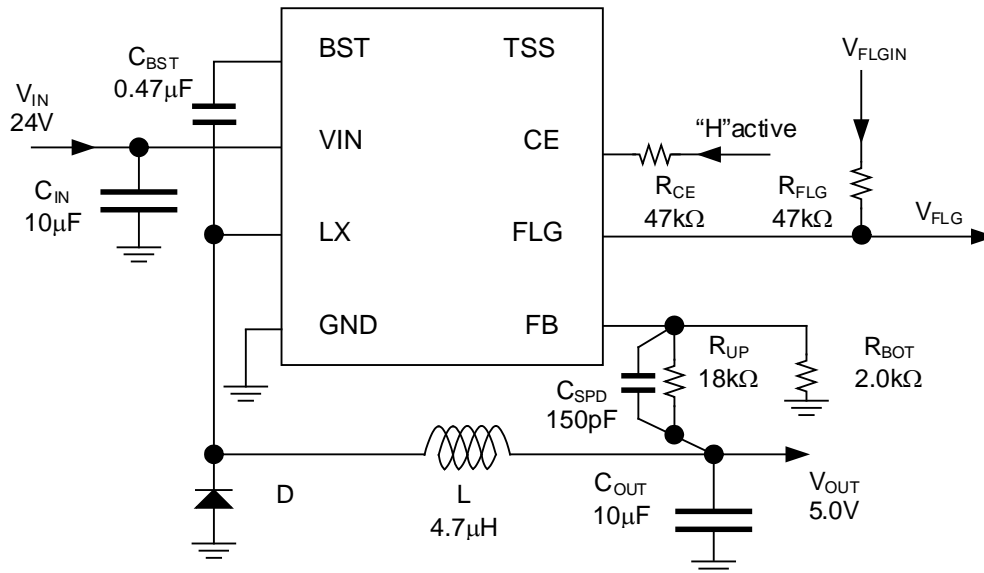 BST
TSS
C_BST
0.47µF
V_FLGIN
V_IN
24V
VIN
CE
"H"active
C_IN
10µF
R_CE
47kΩ
R_FLG
47kΩ
V_FLG
LX
FLG
GND
FB
R_UP
18kΩ
R_BOT
2.0kΩ
C_SPD
150pF
D
L
4.7µH
C_OUT
10µF
V_OUT
5.0V